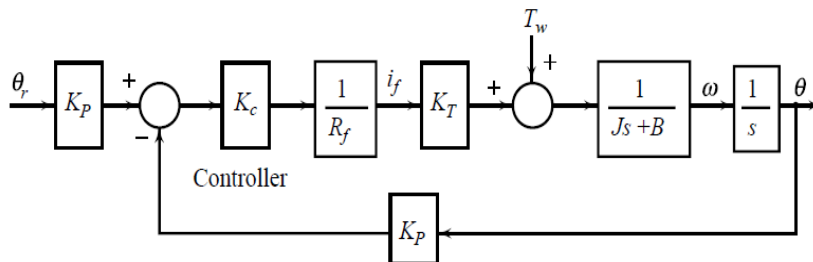 T_w
θ_r
K_P
+
−
K_c
1
R_f
i_f
K_T
+
+
1
Js + B
ω
1
s
θ
Controller
K_P